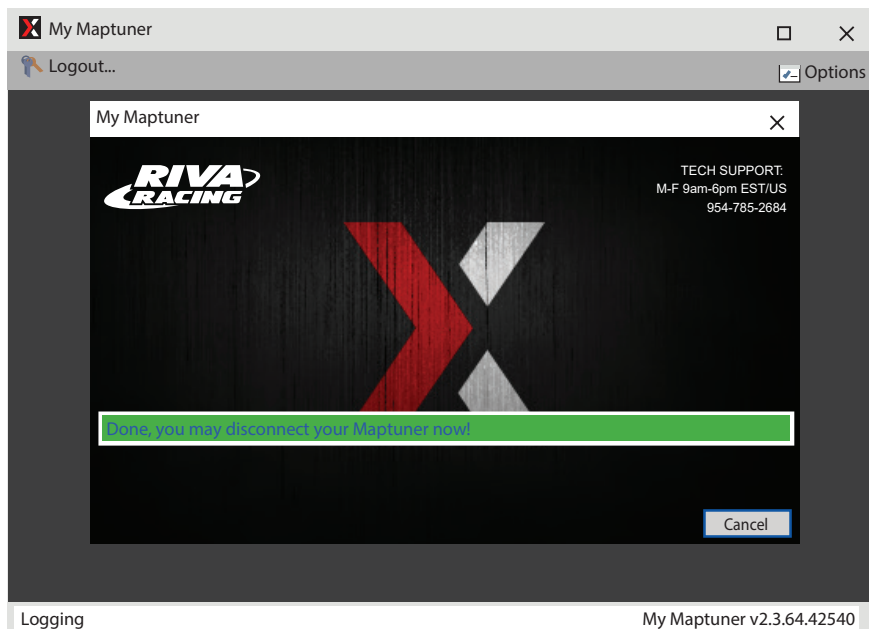 My Maptuner
Logout...
Options
My Maptuner
RIVA
RACING
TECH SUPPORT:
M-F 9am-6pm EST/US
954-785-2684
Done, you may disconnect your Maptuner now!
Cancel
Logging
My Maptuner v2.3.64.42540